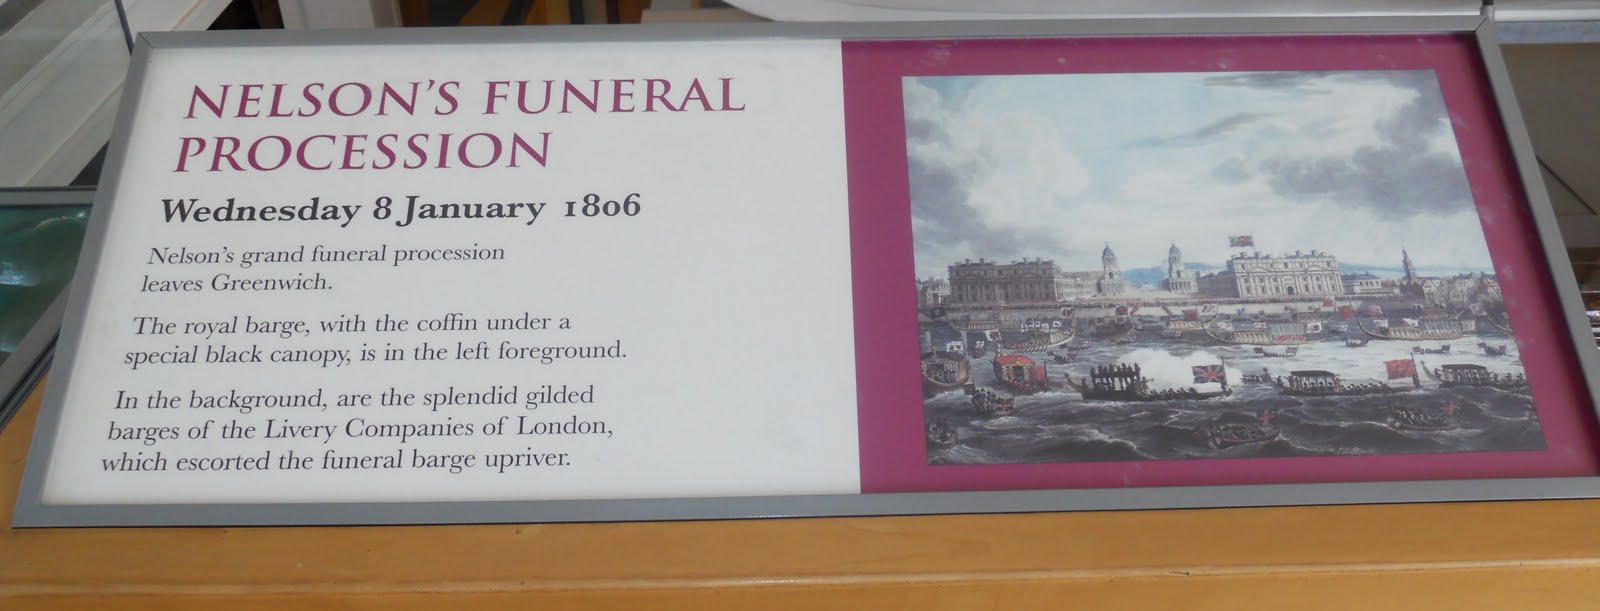 NELSON'S FUNERAL
PROCESSION
Wednesday 8 January 1806
Nelson's grand funeral procession
leaves Greenwich.
The royal barge, with the coffin under a
special black canopy, is in the left foreground.
In the background, are the splendid gilded
barges of the Livery Companies of London,
which escorted the funeral barge upriver.